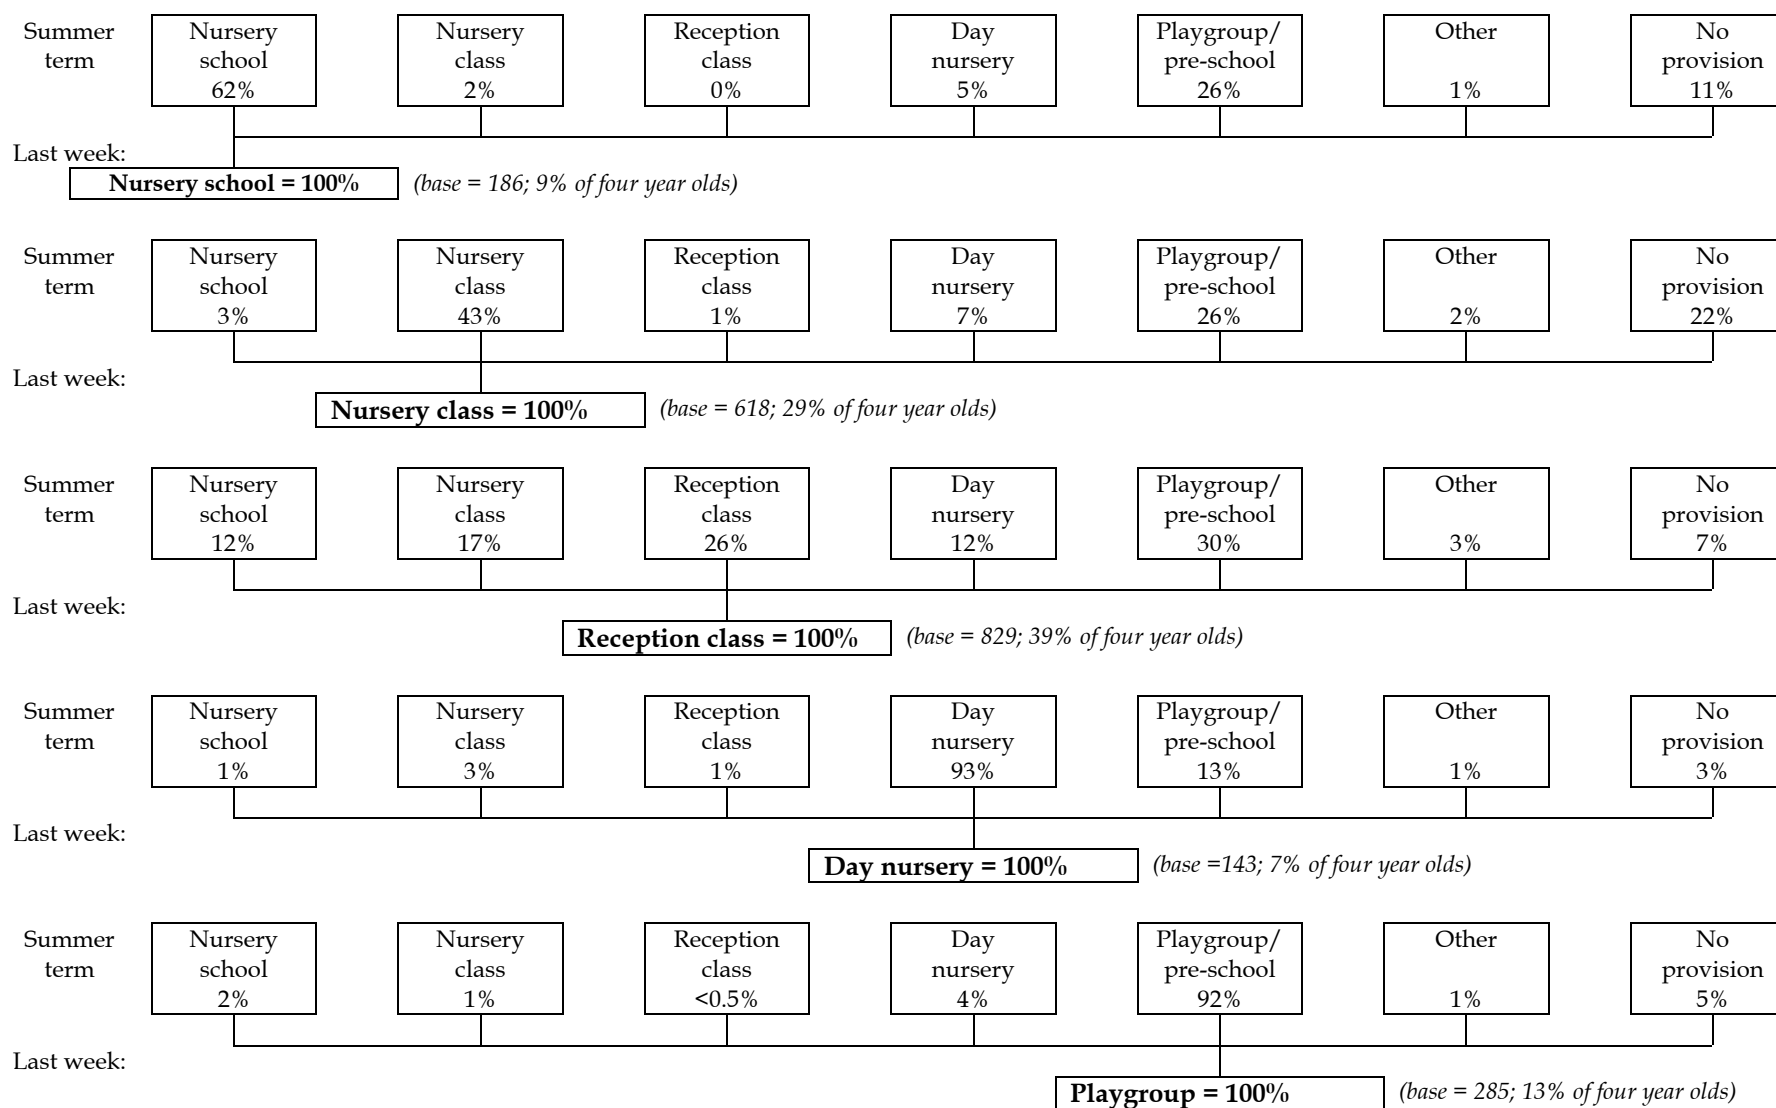 Summer term
Nursery school 62%
Nursery class 2%
Reception class 0%
Day nursery 5%
Playgroup/ pre-school 26%
Other 1%
No provision 11%
Last week:
Nursery school = 100% (base = 186; 9% of four year olds)
Summer term
Nursery school 3%
Nursery class 43%
Reception class 1%
Day nursery 7%
Playgroup/ pre-school 26%
Other 2%
No provision 22%
Last week:
Nursery class = 100% (base = 618; 29% of four year olds)
Summer term
Nursery school 12%
Nursery class 17%
Reception class 26%
Day nursery 12%
Playgroup/ pre-school 30%
Other 3%
No provision 7%
Last week:
Reception class = 100% (base = 829; 39% of four year olds)
Summer term
Nursery school 1%
Nursery class 3%
Reception class 1%
Day nursery 93%
Playgroup/ pre-school 13%
Other 1%
No provision 3%
Last week:
Day nursery = 100% (base =143; 7% of four year olds)
Summer term
Nursery school 2%
Nursery class 1%
Reception class <0.5%
Day nursery 4%
Playgroup/ pre-school 92%
Other 1%
No provision 5%
Last week:
Playgroup = 100% (base = 285; 13% of four year olds)